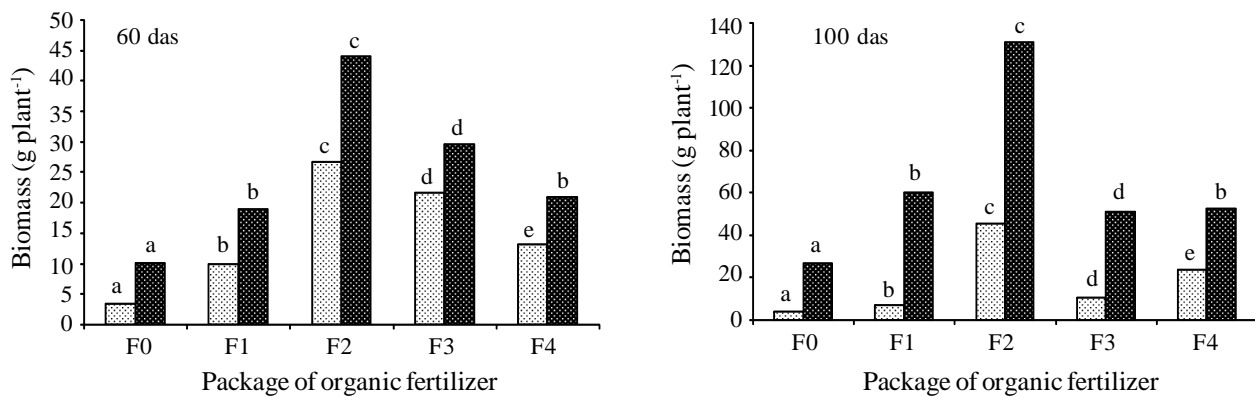 60 das
Biomass (g plant-1)
50
45
40
35
30
25
20
15
10
5
0
a
a
b
b
c
c
d
d
e
b
F0 F1 F2 F3 F4
Package of organic fertilizer
100 das
Biomass (g plant-1)
140
120
100
80
60
40
20
0
a
a
b
b
c
c
d
d
e
b
F0 F1 F2 F3 F4
Package of organic fertilizer